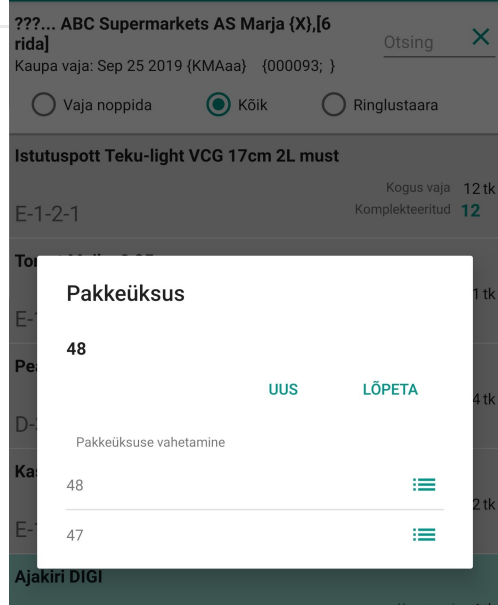 ???... ABC Supermarkets AS Marja {X},[6
rida]
Otsing
Kaupa vaja: Sep 25 2019 {KMAaa} {000093; }
Vaja noppida Kõik Ringlustaara
Istutuspott Teku-light VCG 17cm 2L must
Kogus vaja 12 tk
E-1-2-1
Komplekteeritud 12
Pakkeüksus
48
UUS LÕPETA
Pakkeüksuse vahetamine
48
47
Ajakiri DIGI